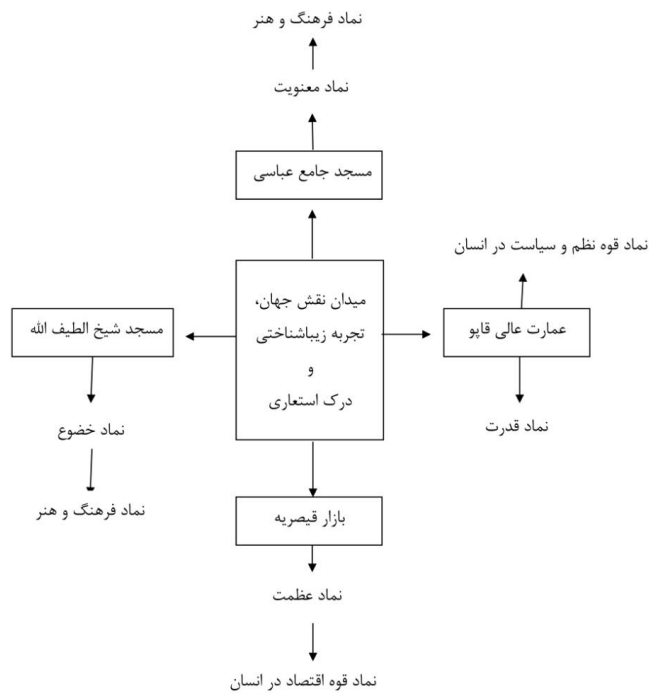 نماد فرهنگ و هنر
نماد معنویت
مسجد جامع عباسی
نماد قوه نظم و سیاست در انسان
میدان نقش جهان،
تجربه زیباشناختی
و
درک استعاری
عمارت عالی قاپو
مسجد شیخ الطیف الله
نماد قدرت
نماد خضوع
نماد فرهنگ و هنر
بازار قیصریه
نماد عظمت
نماد قوه اقتصاد در انسان